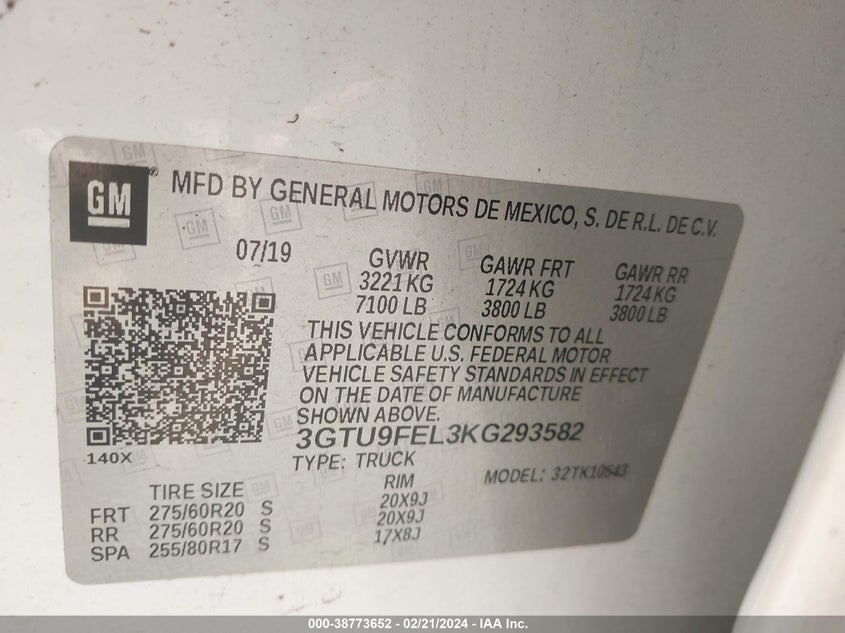 GM ® MFD BY GENERAL MOTORS DE MEXICO, S. DE R.L. DE C.V.
07/19
GVWR GAWR FRT GAWR RR
3221 KG 1724 KG 1724 KG
7100 LB 3800 LB 3800 LB
THIS VEHICLE CONFORMS TO ALL
APPLICABLE U.S. FEDERAL MOTOR
VEHICLE SAFETY STANDARDS IN EFFECT
ON THE DATE OF MANUFACTURE
SHOWN ABOVE.
3GTU9FEL3KG293582
140X
TYPE: TRUCK MODEL: 32TK10543
TIRE SIZE RIM
FRT 275/60R20 S 20X9J
RR 275/60R20 S 20X9J
SPA 255/80R17 S 17X8J
000-38773652 - 02/21/2024 - IAA Inc.